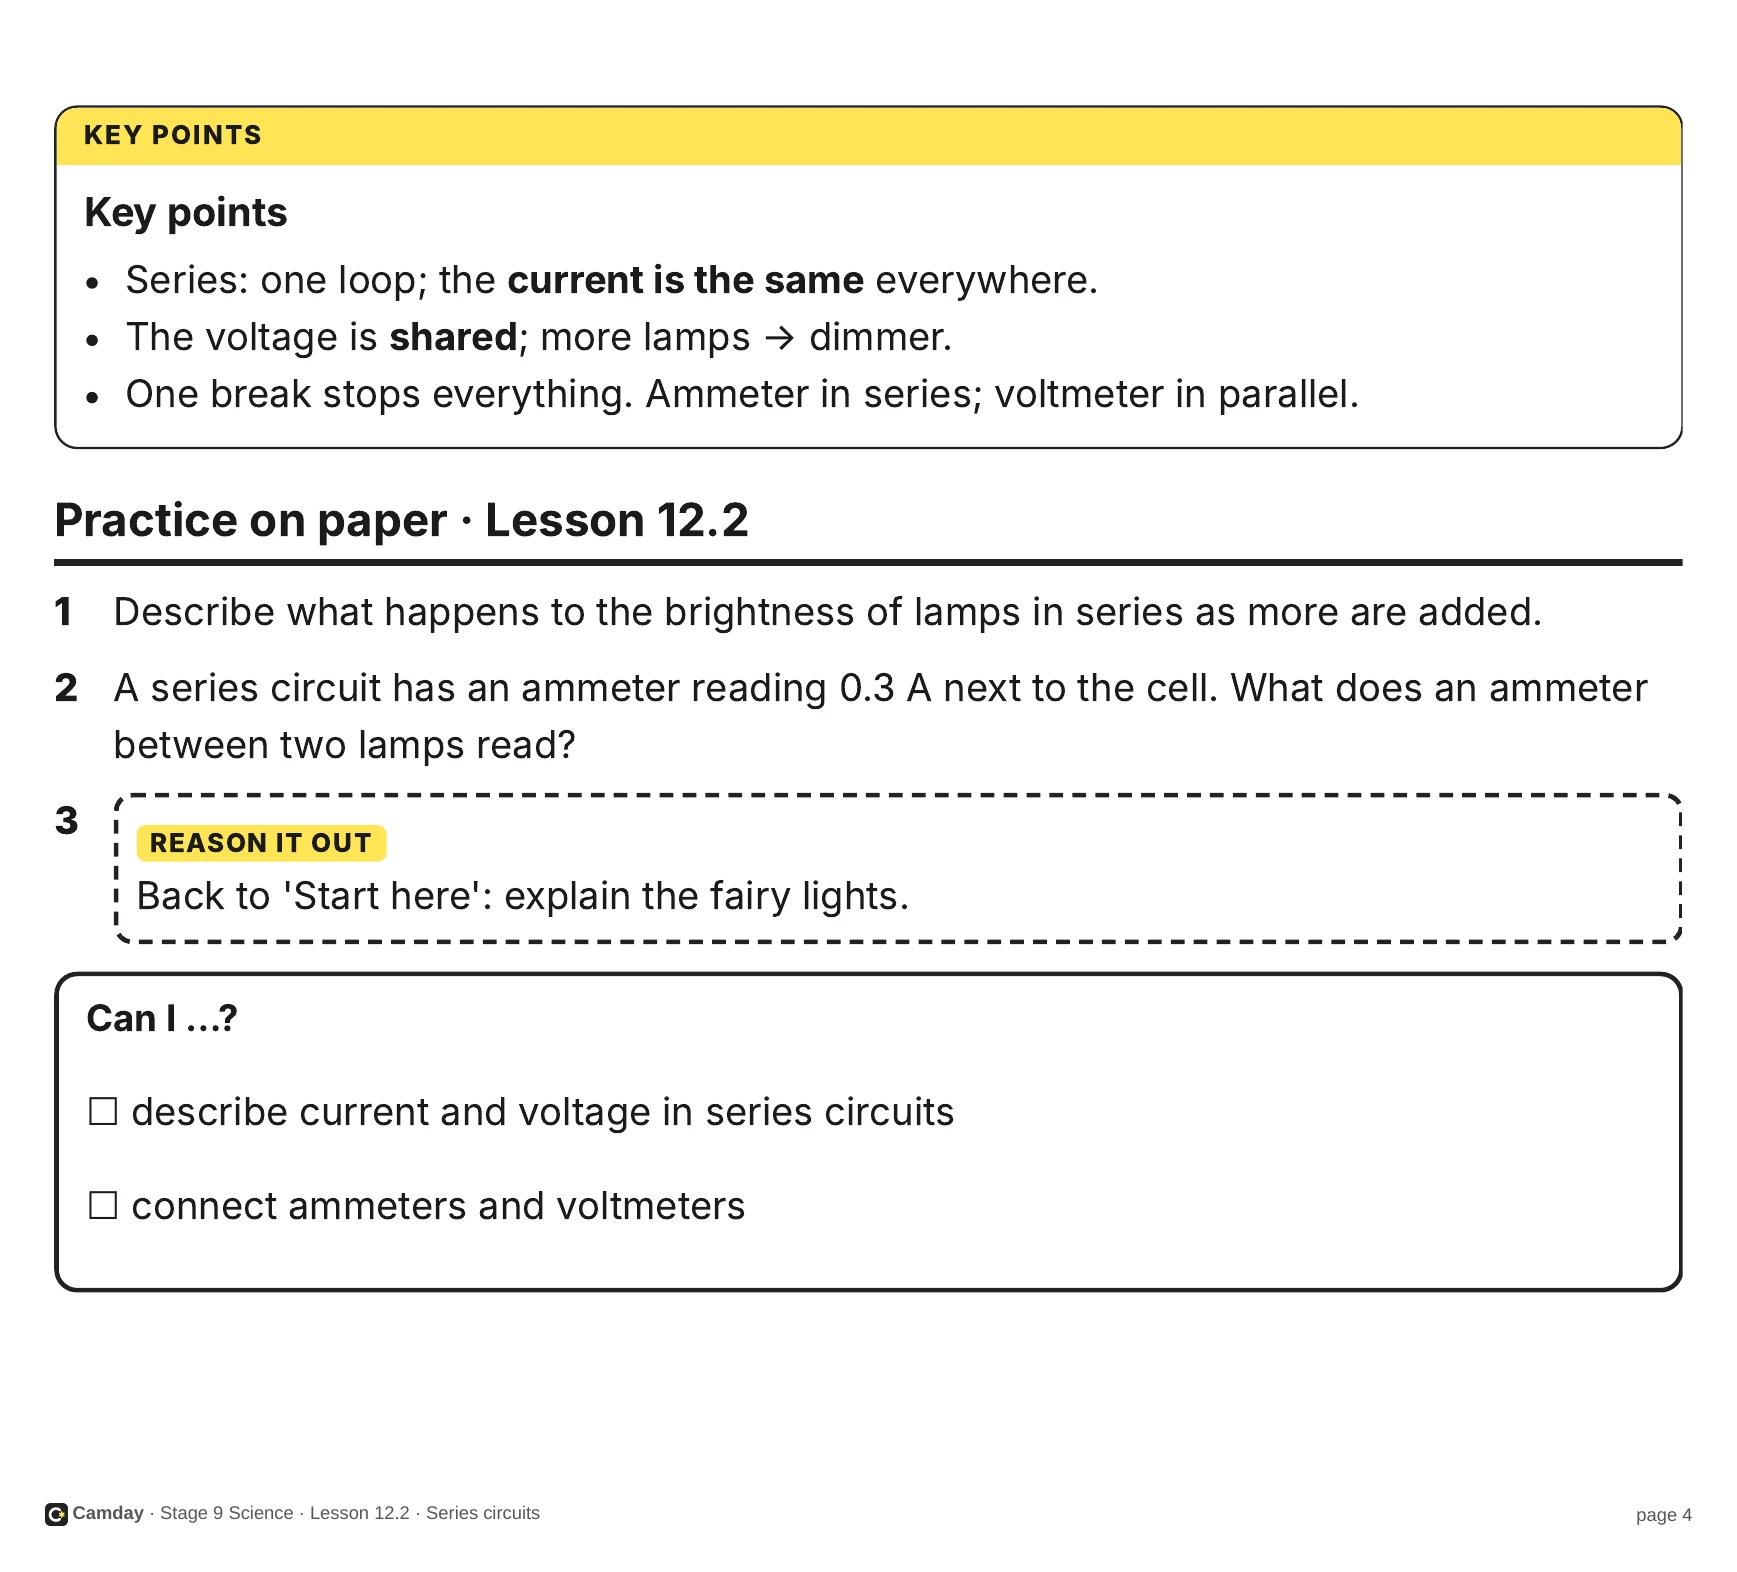 KEY POINTS
Key points
• Series: one loop; the current is the same everywhere.
• The voltage is shared; more lamps → dimmer.
• One break stops everything. Ammeter in series; voltmeter in parallel.
Practice on paper · Lesson 12.2
1 Describe what happens to the brightness of lamps in series as more are added.
2 A series circuit has an ammeter reading 0.3 A next to the cell. What does an ammeter
between two lamps read?
3
REASON IT OUT
Back to 'Start here': explain the fairy lights.
Can I …?
☐ describe current and voltage in series circuits
☐ connect ammeters and voltmeters
Camday · Stage 9 Science · Lesson 12.2 · Series circuits
page 4